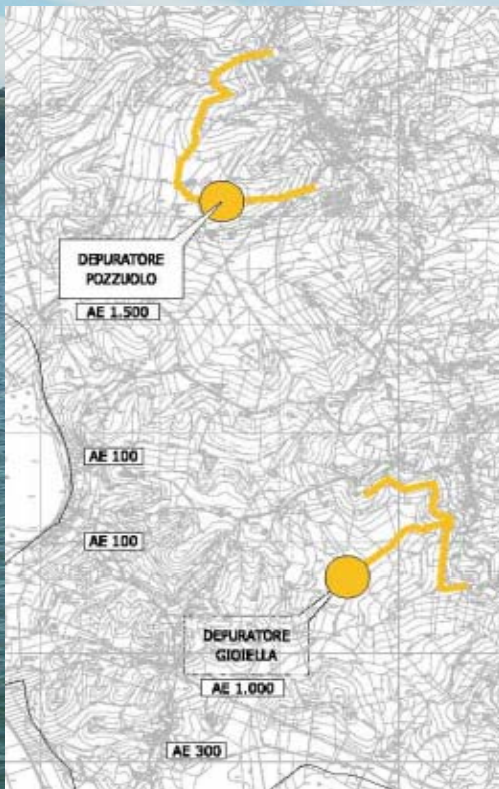 DEPURATORE
POZZUOLO
AE 1.500
AE 100
AE 100
DEPURATORE
GIOIELLA
AE 1.000
AE 300